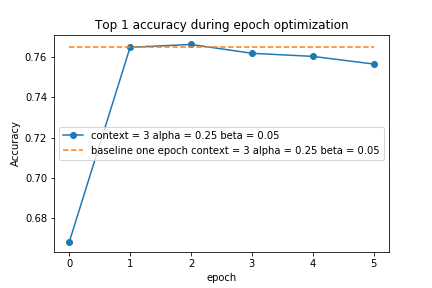 Top 1 accuracy during epoch optimization
Accuracy
0.76
0.74
0.72
0.70
0.68
context = 3 alpha = 0.25 beta = 0.05
baseline one epoch context = 3 alpha = 0.25 beta = 0.05
0 1 2 3 4 5
epoch